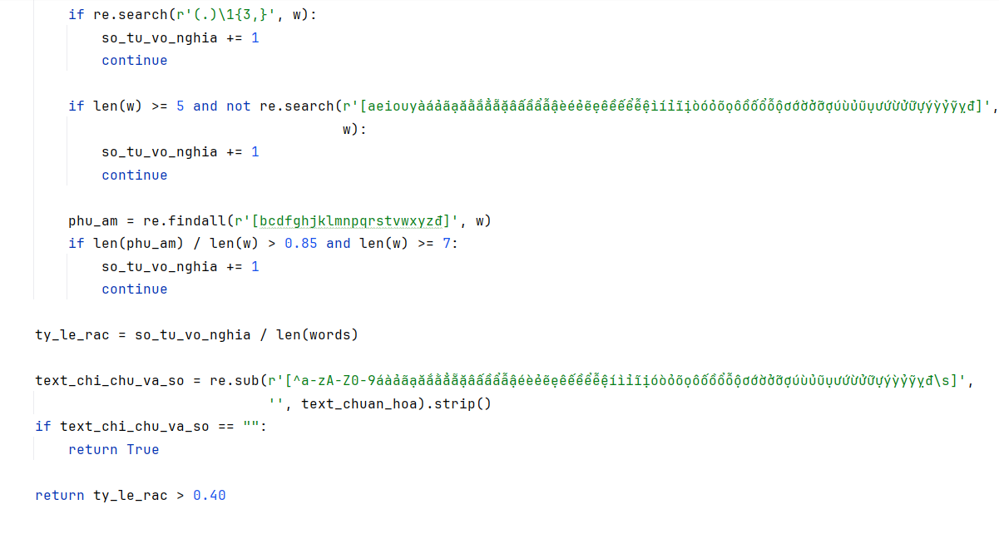 if re.search(r'(.)\1{3,}', w):
so_tu_vo_nghia += 1
continue
if len(w) >= 5 and not re.search(r'[aeiouyàáảãạăằắẳẵặâấầẩẫậèéẻẽẹêềếểễệìíỉĩịòóỏõọôồốổỗộơớờởỡợúùủũụưứừửữựýỳỷỹỵđ]',
w):
so_tu_vo_nghia += 1
continue
phu_am = re.findall(r'[bcdfghjklmnpqrstvwxyzđ]', w)
if len(phu_am) / len(w) > 0.85 and len(w) >= 7:
so_tu_vo_nghia += 1
continue
ty_le_rac = so_tu_vo_nghia / len(words)
text_chi_chu_va_so = re.sub(r'[^a-zA-Z0-9áàảãạăắằẳẵặâấầẩẫậéèẻẽẹêếềểễệíìỉĩịóòỏõọôốồổỗộơớờởỡợúùủũụưứừửữựýỳỷỹỵđ\s]',
'', text_chuan_hoa).strip()
if text_chi_chu_va_so == "":
return True
return ty_le_rac > 0.40